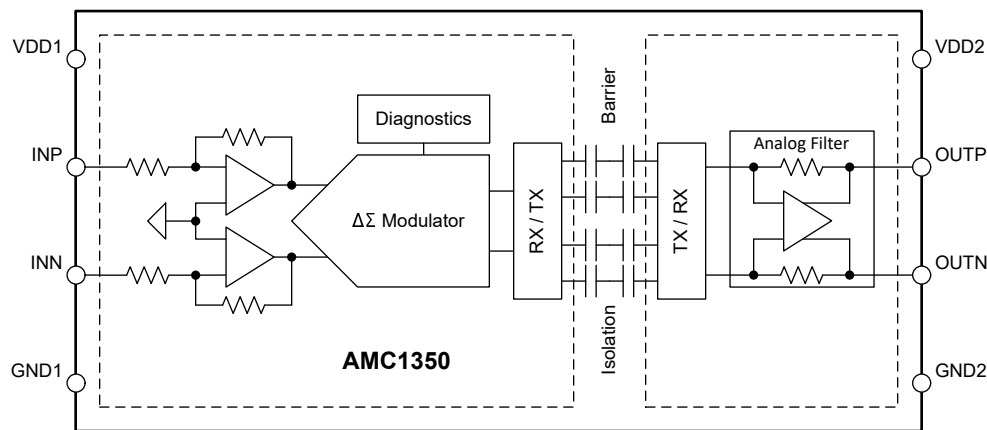 VDD1
VDD2
Barrier
Diagnostics
Analog Filter
INP
OUTP
ΔΣ Modulator
RX / TX
TX / RX
INN
OUTN
Isolation
AMC1350
GND1
GND2